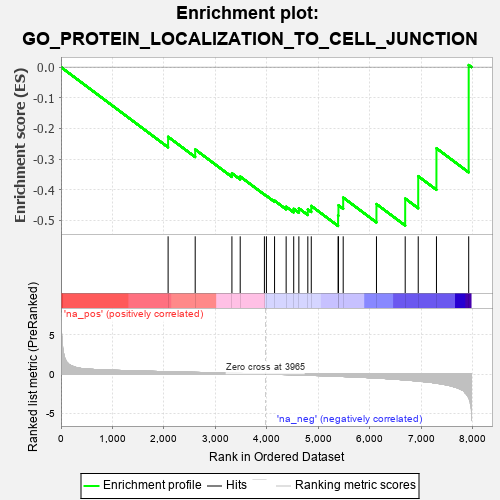 Enrichment plot:
GO_PROTEIN_LOCALIZATION_TO_CELL_JUNCTION
Enrichment score (ES)
0.0
-0.1
-0.2
-0.3
-0.4
-0.5
'na_pos' (positively correlated)
Ranked list metric (PreRanked)
5
0
-5
Zero cross at 3965
'na_neg' (negatively correlated)
0 1,000 2,000 3,000 4,000 5,000 6,000 7,000 8,000
Rank in Ordered Dataset
Enrichment profile Hits Ranking metric scores